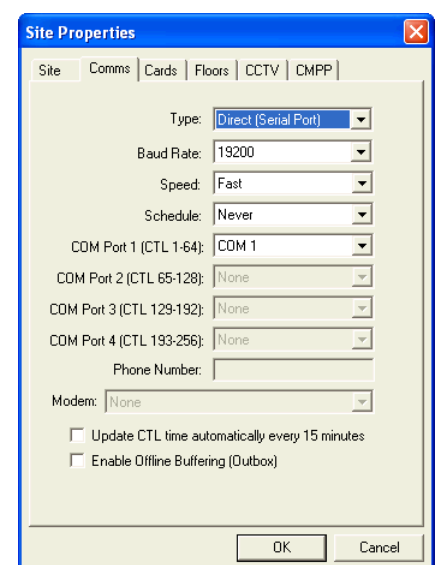 Site Properties
Site Comms Cards Floors CCTV CMPP
Type: Direct (Serial Port)
Baud Rate: 19200
Speed: Fast
Schedule: Never
COM Port 1 (CTL 1-64): COM 1
COM Port 2 (CTL 65-128): None
COM Port 3 (CTL 129-192): None
COM Port 4 (CTL 193-256): None
Phone Number:
Modem: None
Update CTL time automatically every 15 minutes
Enable Offline Buffering (Outbox)
OK Cancel